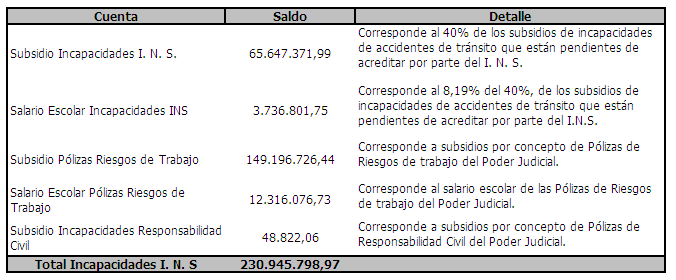 Cuenta Saldo Detalle
Subsidio Incapacidades I. N. S. 65.647.371,99 Corresponde al 40% de los subsidios de incapacidades
de accidentes de tránsito que están pendientes de
acreditar por parte del I. N. S.
Salario Escolar Incapacidades INS 3.736.801,75 Corresponde al 8,19% del 40%, de los subsidios de
incapacidades de accidentes de tránsito que están
pendientes de acreditar por parte del I.N.S.
Subsidio Pólizas Riesgos de Trabajo 149.196.726,44 Corresponde a subsidios por concepto de Pólizas de
Riesgos de trabajo del Poder Judicial.
Salario Escolar Pólizas Riesgos de
Trabajo 12.316.076,73 Corresponde al salario escolar de las Pólizas de Riesgos
de trabajo del Poder Judicial.
Subsidio Incapacidades Responsabilidad
Civil 48.822,06 Corresponde a subsidios por concepto de Pólizas de
Responsabilidad Civil del Poder Judicial.
Total Incapacidades I. N. S 230.945.798,97